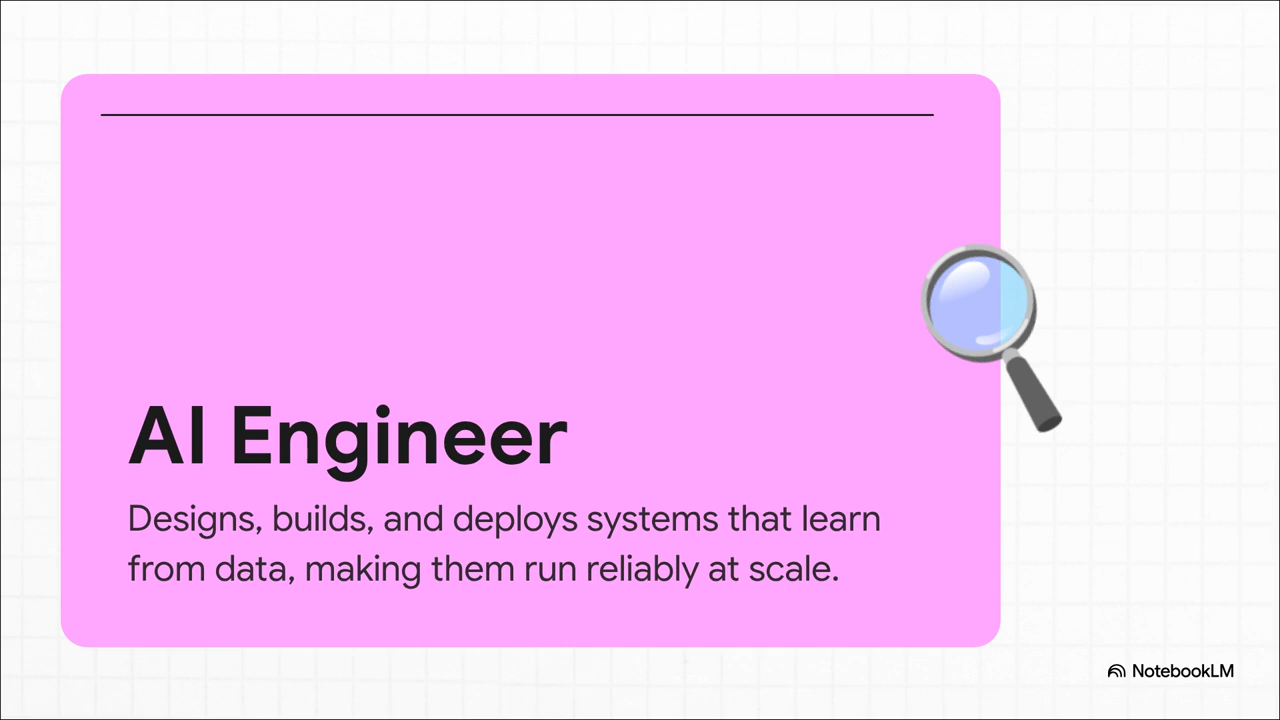 AI Engineer
Designs, builds, and deploys systems that learn
from data, making them run reliably at scale.
NotebookLM